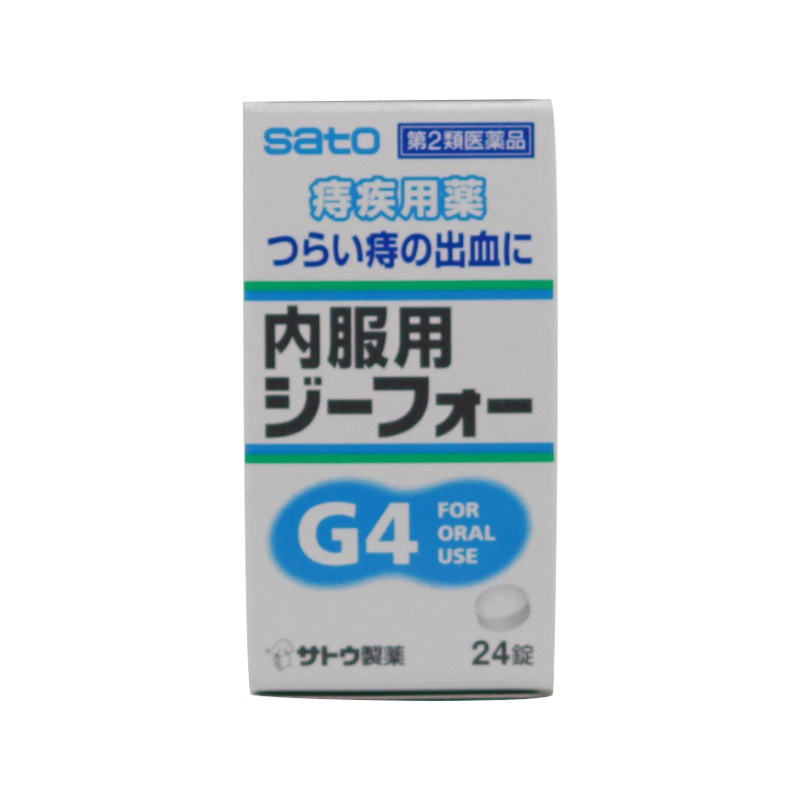 sato 第2類医薬品
痔疾用薬
つらい痔の出血に
内服用
ジーフォー
G4 FOR
ORAL
USE
サトウ製薬 24錠